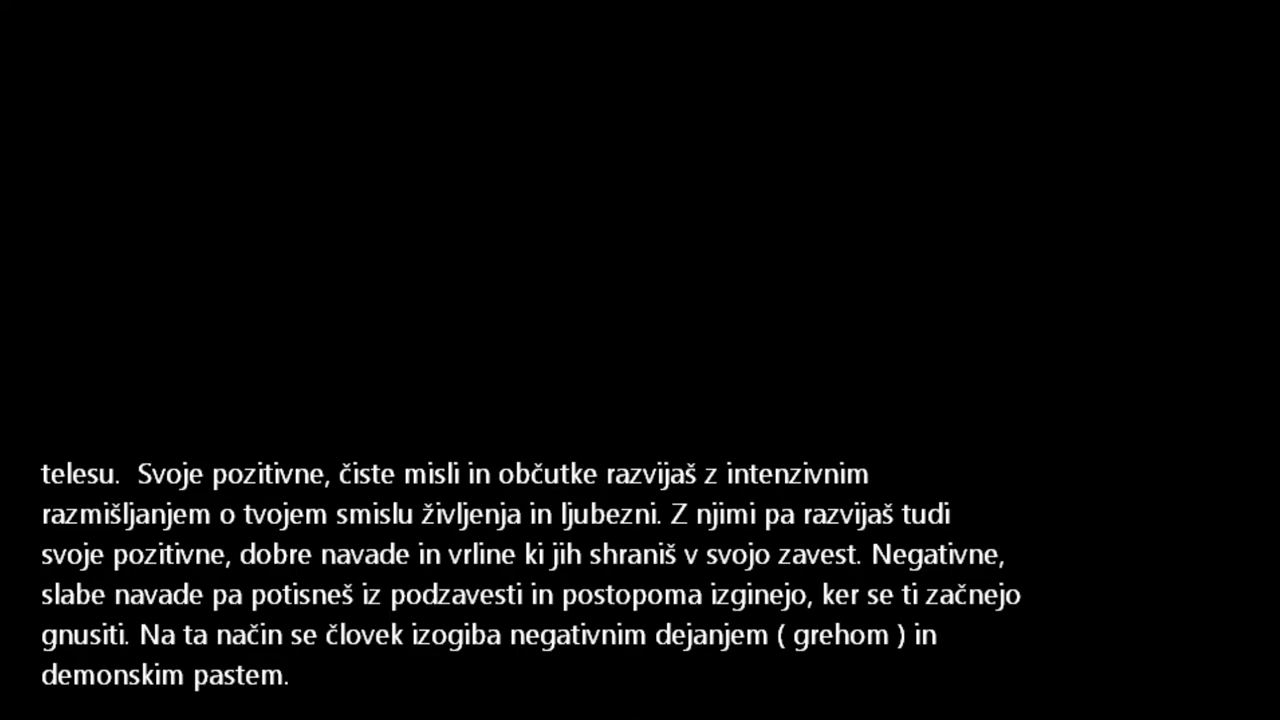 telesu.  Svoje pozitivne, čiste misli in občutke razvijaš z intenzivnim
razmišljanjem o tvojem smislu življenja in ljubezni. Z njimi pa razvijaš tudi
svoje pozitivne, dobre navade in vrline ki jih shraniš v svojo zavest. Negativne,
slabe navade pa potisneš iz podzavesti in postopoma izginejo, ker se ti začnejo
gnusiti. Na ta način se človek izogiba negativnim dejanjem ( grehom ) in
demonskim pastem.